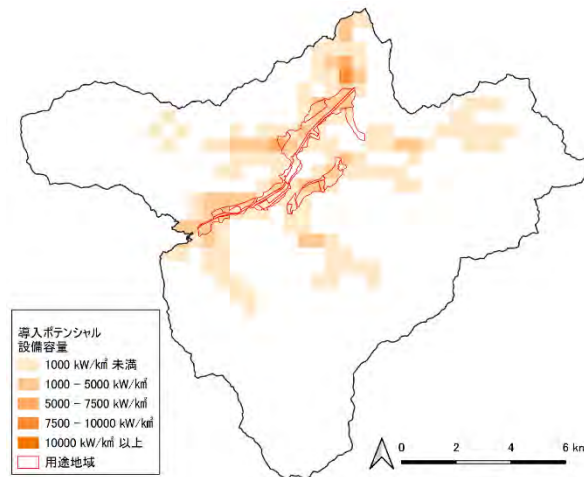 導入ポテンシャル
設備容量
1000 kW/k㎡ 未満
1000 - 5000 kW/k㎡
5000 - 7500 kW/k㎡
7500 - 10000 kW/k㎡
10000 kW/k㎡ 以上
用途地域
0 2 4 6 km